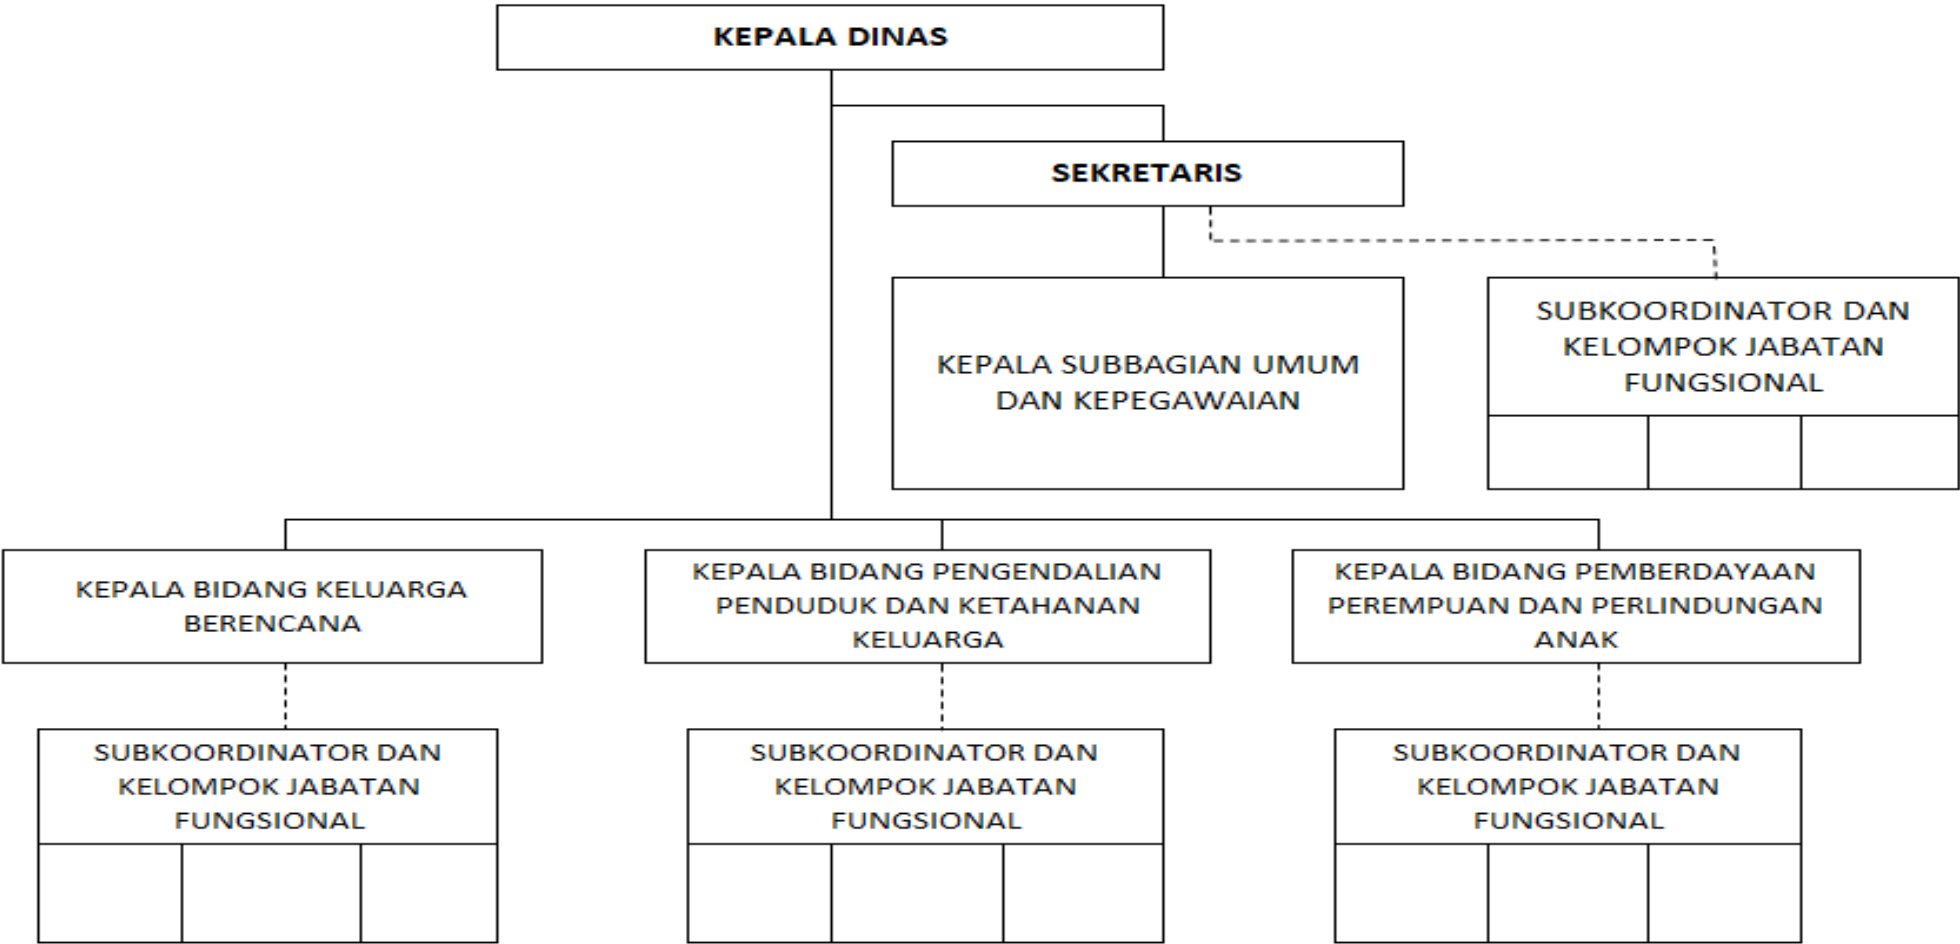 KEPALA DINAS
SEKRETARIS
KEPALA SUBBAGIAN UMUM
DAN KEPEGAWAIAN
SUBKOORDINATOR DAN
KELOMPOK JABATAN
FUNGSIONAL
KEPALA BIDANG KELUARGA
BERENCANA
KEPALA BIDANG PENGENDALIAN
PENDUDUK DAN KETAHANAN
KELUARGA
KEPALA BIDANG PEMBERDAYAAN
PEREMPUAN DAN PERLINDUNGAN
ANAK
SUBKOORDINATOR DAN
KELOMPOK JABATAN
FUNGSIONAL
SUBKOORDINATOR DAN
KELOMPOK JABATAN
FUNGSIONAL
SUBKOORDINATOR DAN
KELOMPOK JABATAN
FUNGSIONAL